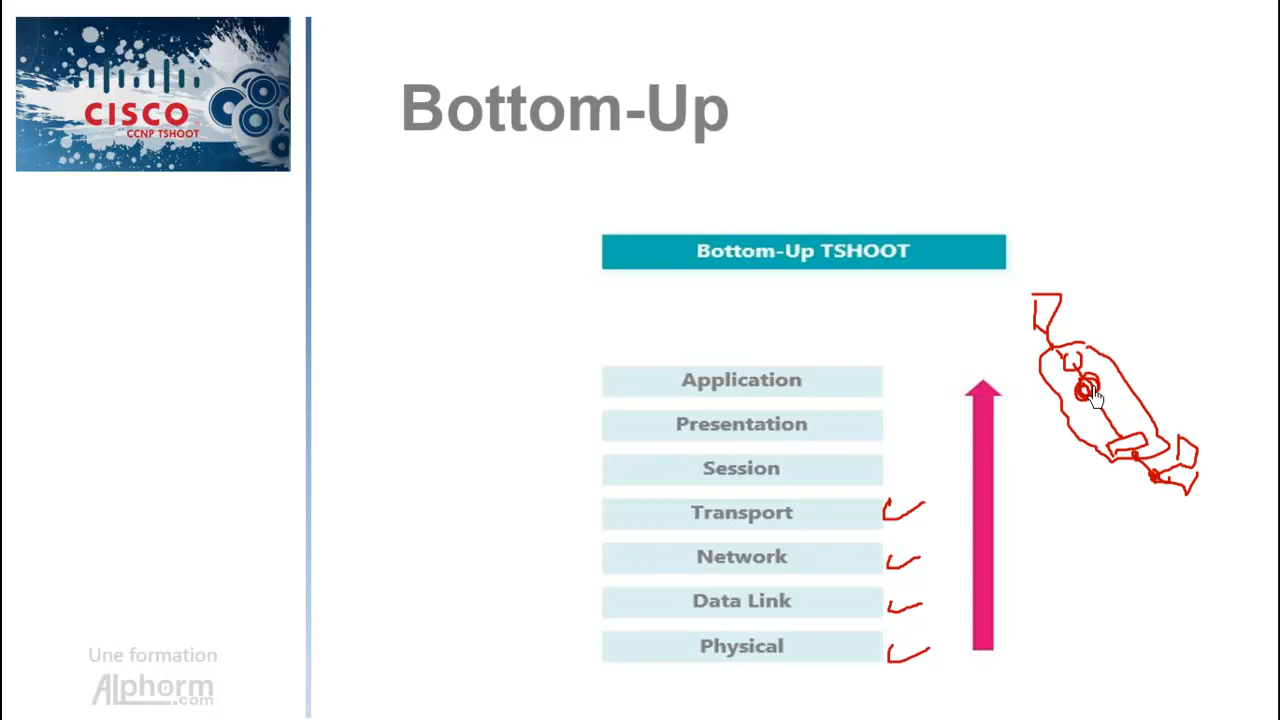 CISCO
CCNP TSHOOT
Bottom-Up
Bottom-Up TSHOOT
Application
Presentation
Session
Transport
Network
Data Link
Physical
Une formation
Alphorm
.com